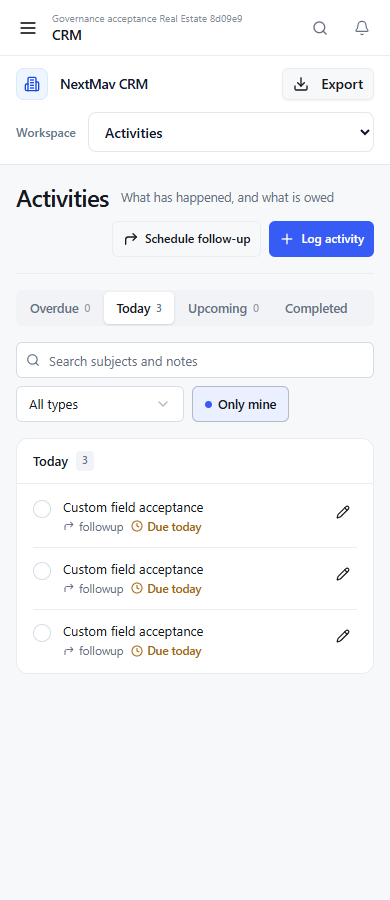 Governance acceptance Real Estate 8d09e9
CRM
NextMav CRM
Export
Workspace
Activities
Activities
What has happened, and what is owed
Schedule follow-up
Log activity
Overdue 0
Today 3
Upcoming 0
Completed
Search subjects and notes
All types
Only mine
Today 3
Custom field acceptance
followup
Due today
Custom field acceptance
followup
Due today
Custom field acceptance
followup
Due today